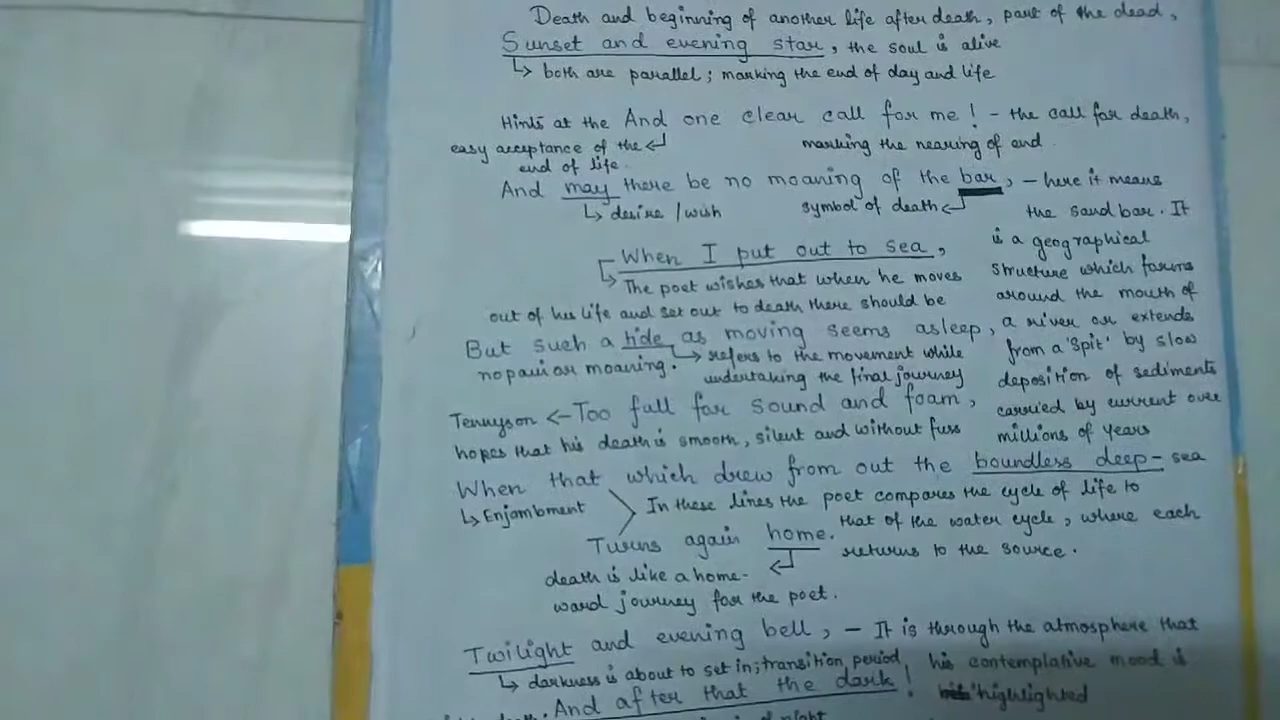 Death and beginning of another life after death, part of the dead,
Sunset and evening star, the soul is alive
↳ both are parallel; marking the end of day and life
Hints at the And one clear call for me! - the call for death,
easy acceptance of the ↵ marking the nearing of end
end of life.
And may there be no moaning of the bar, - here it means
↳ desire / wish symbol of death ↵ the sand bar. It
When I put out to sea, is a geographical
↳ The poet wishes that when he moves structure which forms
out of his life and set out to death there should be around the mouth of
But such a tide as moving seems asleep, a river or extends
no pain or moaning. ↳ refers to the movement while from a 'spit' by slow
undertaking the final journey deposition of sediments
Tennyson ← Too full for sound and foam, carried by current over
hopes that his death is smooth, silent and without fuss millions of years
When that which drew from out the boundless deep - sea
↳ Enjambment In these lines the poet compares the cycle of life to
Turns again home. that of the water cycle, where each
death is like a home- ↵ returns to the source.
ward journey for the poet.
Twilight and evening bell, - It is through the atmosphere that
↳ darkness is about to set in; transition period his contemplative mood is
And after that the dark! highlighted
of night